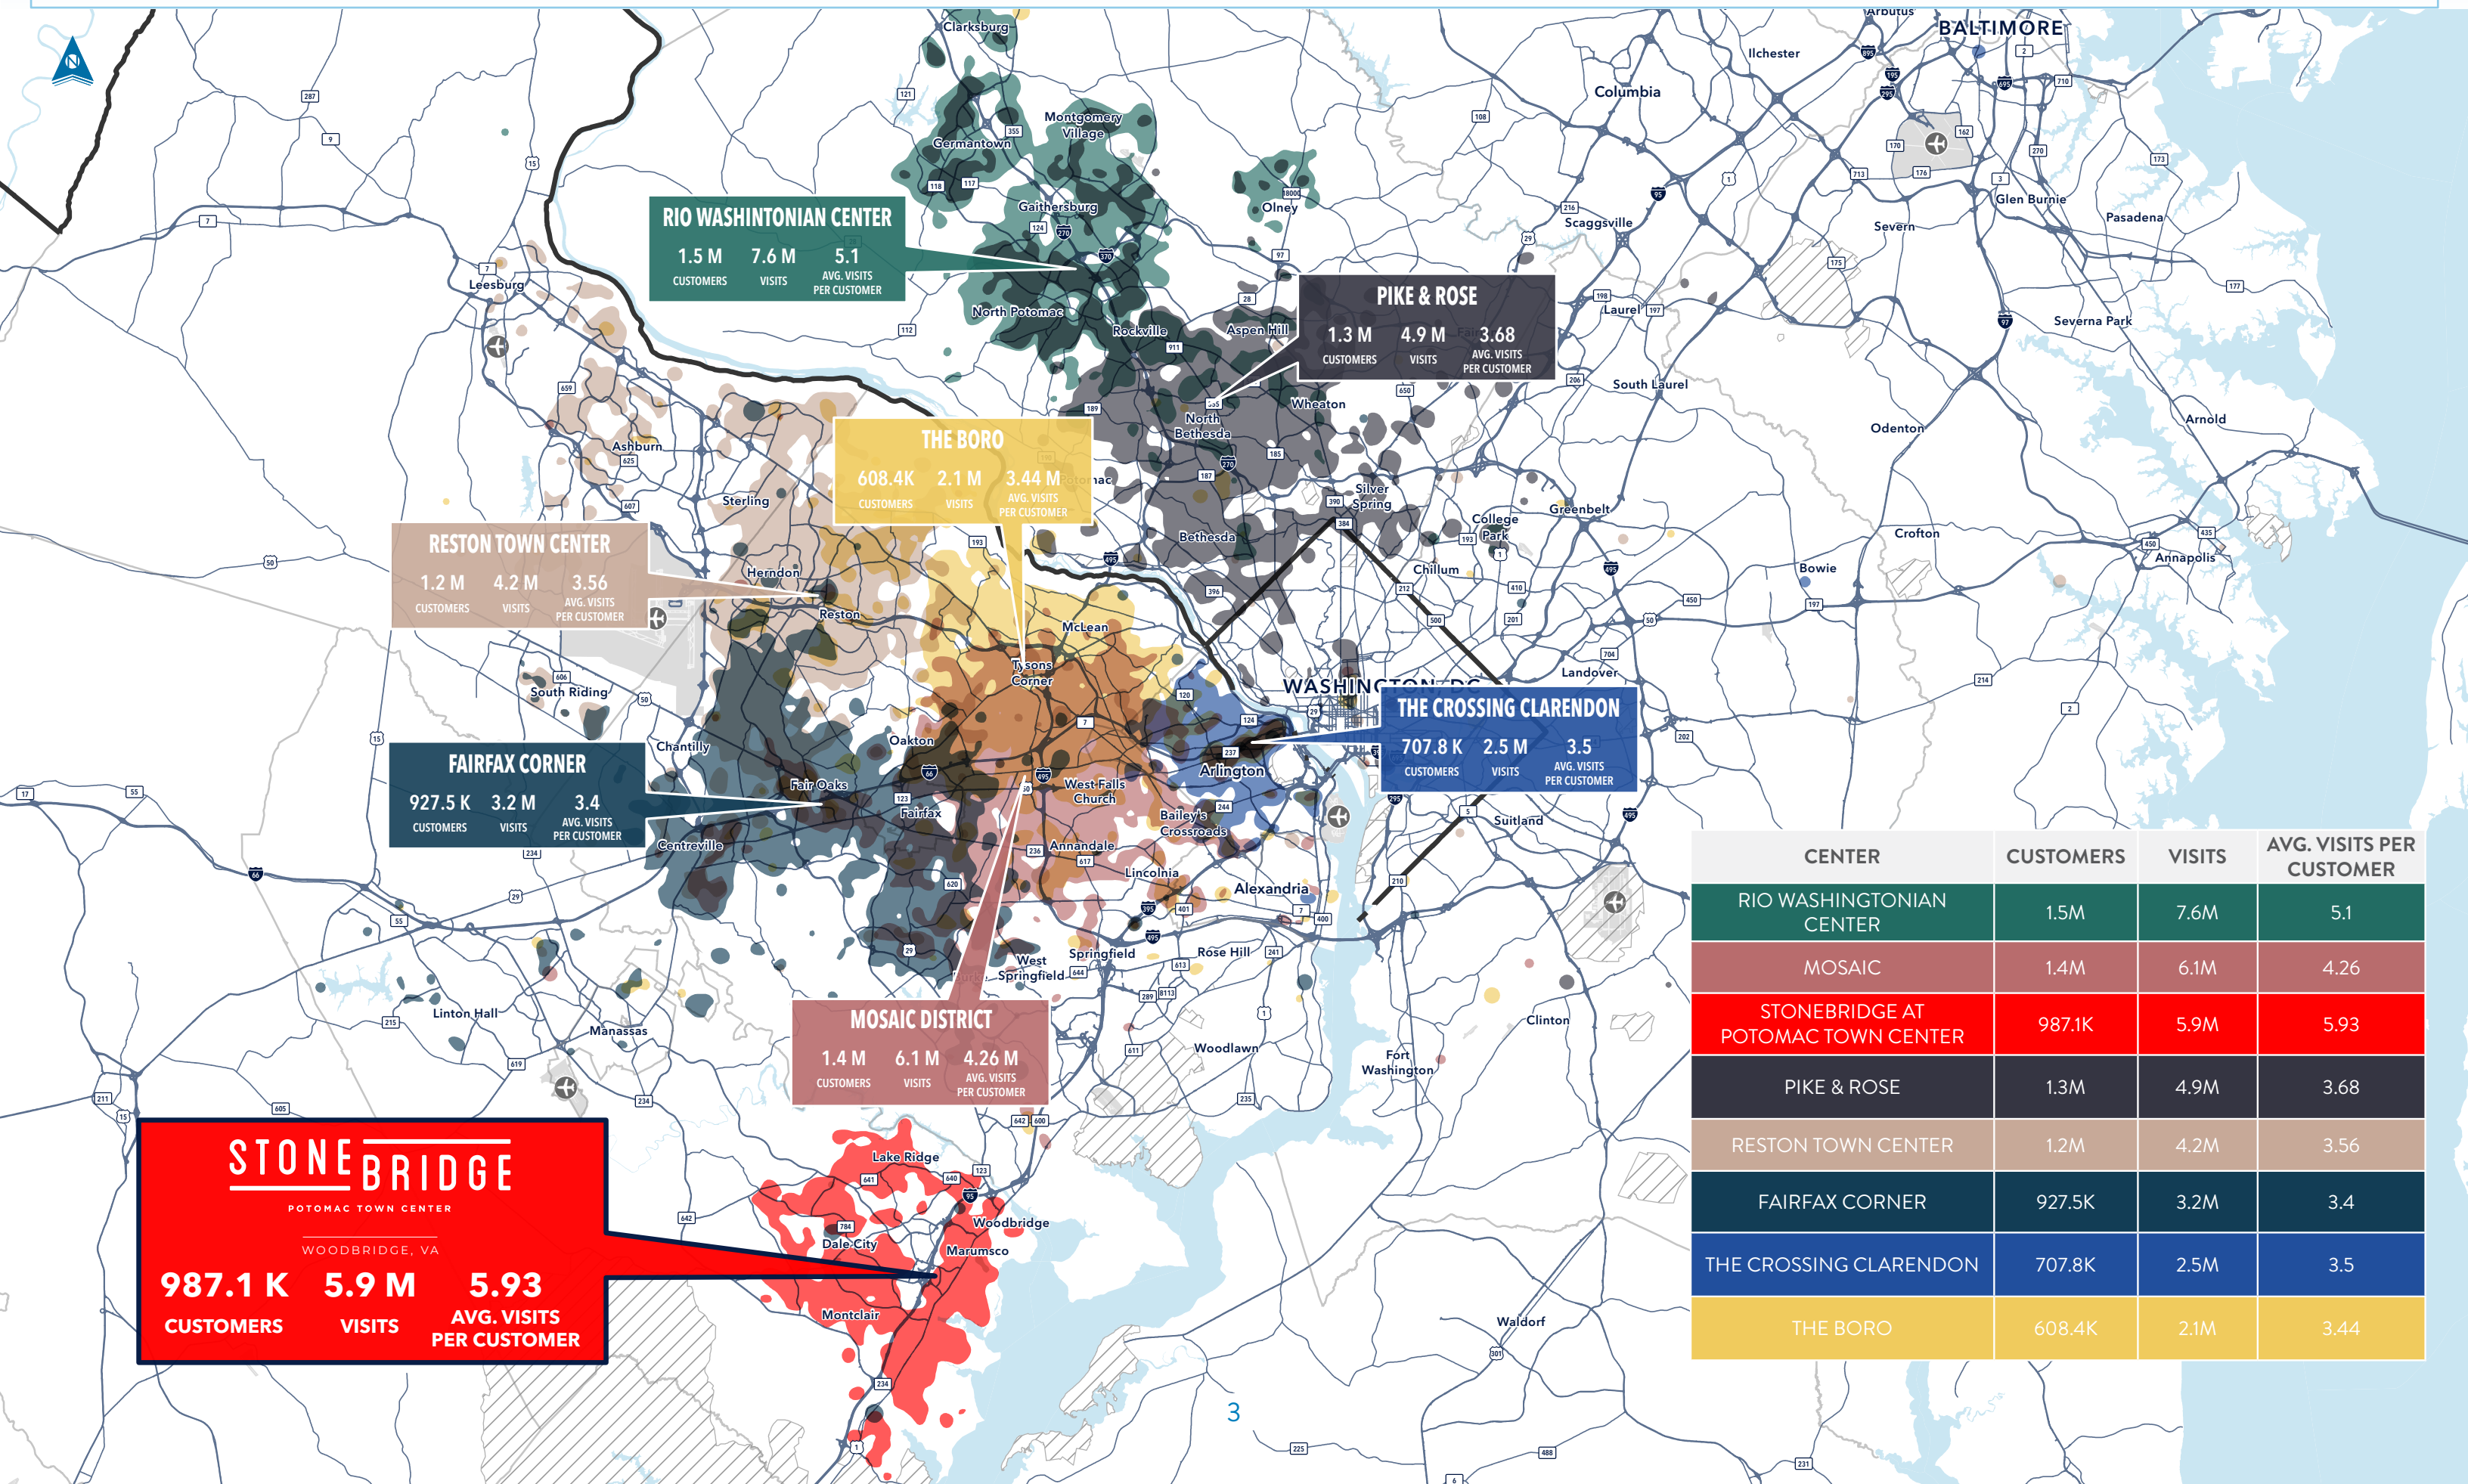 Clarksburg
Arbutus
BALTIMORE
Ilchester
Columbia
Montgomery
Village
Germantown
Gaithersburg
Olney
Scaggsville
Glen Burnie
Pasadena
Severn
RIO WASHINTONIAN CENTER
1.5 M 7.6 M 5.1
CUSTOMERS VISITS AVG. VISITS
PER CUSTOMER
Leesburg
North Potomac
Rockville
Aspen Hill
Laurel
Severna Park
PIKE & ROSE
1.3 M 4.9 M 3.68
CUSTOMERS VISITS AVG. VISITS
PER CUSTOMER
South Laurel
Wheaton
North
Bethesda
Arnold
Odenton
Ashburn
Sterling
THE BORO
608.4K 2.1 M 3.44 M
CUSTOMERS VISITS AVG. VISITS
PER CUSTOMER
Silver
Spring
College
Park
Greenbelt
Bethesda
Crofton
Annapolis
Chillum
Bowie
RESTON TOWN CENTER
1.2 M 4.2 M 3.56
CUSTOMERS VISITS AVG. VISITS
PER CUSTOMER
Herndon
Reston
McLean
Tysons
Corner
Landover
South Riding
WASHINGTON, DC
THE CROSSING CLARENDON
707.8 K 2.5 M 3.5
CUSTOMERS VISITS AVG. VISITS
PER CUSTOMER
Chantilly
Oakton
Fair Oaks
Arlington
West Falls
Church
Fairfax
Bailey's
Crossroads
Suitland
FAIRFAX CORNER
927.5 K 3.2 M 3.4
CUSTOMERS VISITS AVG. VISITS
PER CUSTOMER
Centreville
Annandale
Lincolnia
Alexandria
Springfield
Rose Hill
West
Springfield
Linton Hall
Manassas
Clinton
Woodlawn
Fort
Washington
MOSAIC DISTRICT
1.4 M 6.1 M 4.26 M
CUSTOMERS VISITS AVG. VISITS
PER CUSTOMER
CENTER CUSTOMERS VISITS AVG. VISITS PER
CUSTOMER
RIO WASHINGTONIAN
CENTER 1.5M 7.6M 5.1
MOSAIC 1.4M 6.1M 4.26
STONEBRIDGE AT
POTOMAC TOWN CENTER 987.1K 5.9M 5.93
PIKE & ROSE 1.3M 4.9M 3.68
RESTON TOWN CENTER 1.2M 4.2M 3.56
FAIRFAX CORNER 927.5K 3.2M 3.4
THE CROSSING CLARENDON 707.8K 2.5M 3.5
THE BORO 608.4K 2.1M 3.44
Lake Ridge
Woodbridge
Dale City
Marumsco
Montclair
Waldorf
STONEBRIDGE
POTOMAC TOWN CENTER
WOODBRIDGE, VA
987.1 K 5.9 M 5.93
CUSTOMERS VISITS AVG. VISITS
PER CUSTOMER
3